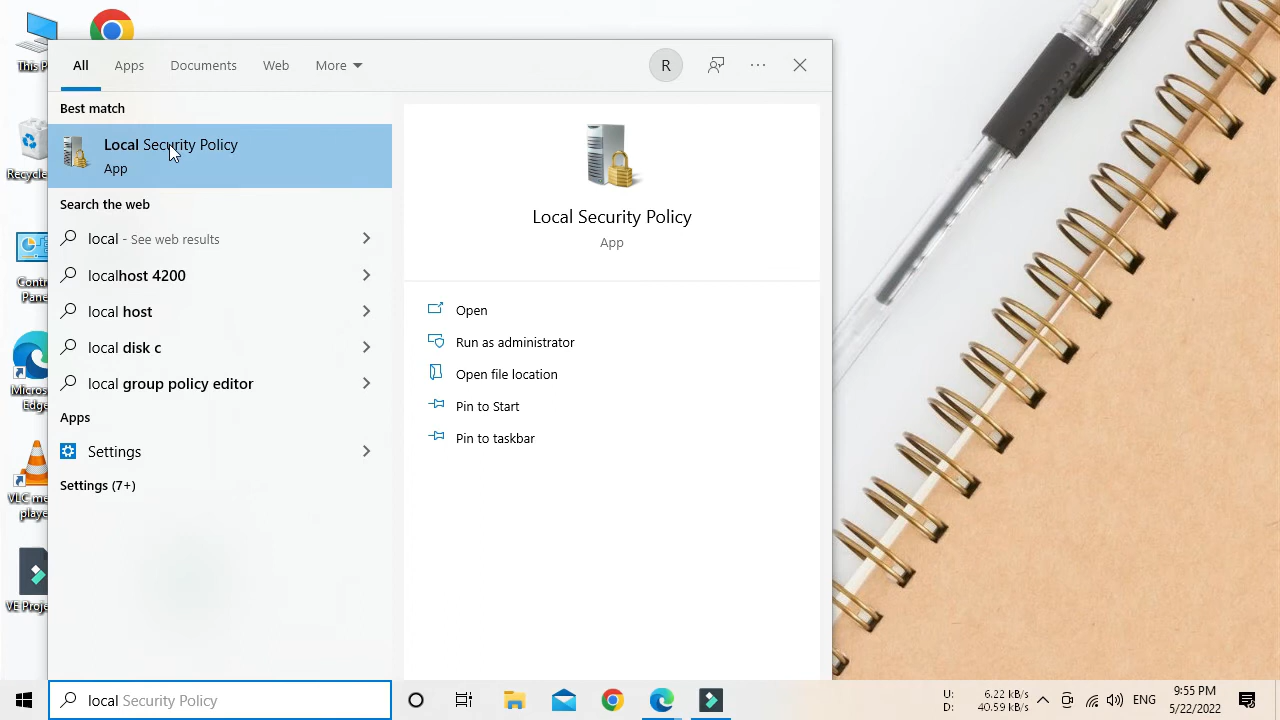 This P
Recycle
Contr
Pane
Micros
Edge
VLC me
playe
VE Proje
All
Apps
Documents
Web
More
R
Best match
Local Security Policy
App
Search the web
local - See web results
localhost 4200
local host
local disk c
local group policy editor
Apps
Settings
Settings (7+)
Local Security Policy
App
Open
Run as administrator
Open file location
Pin to Start
Pin to taskbar
local Security Policy
U: 6.22 kB/s
D: 40.59 kB/s
ENG
9:55 PM
5/22/2022